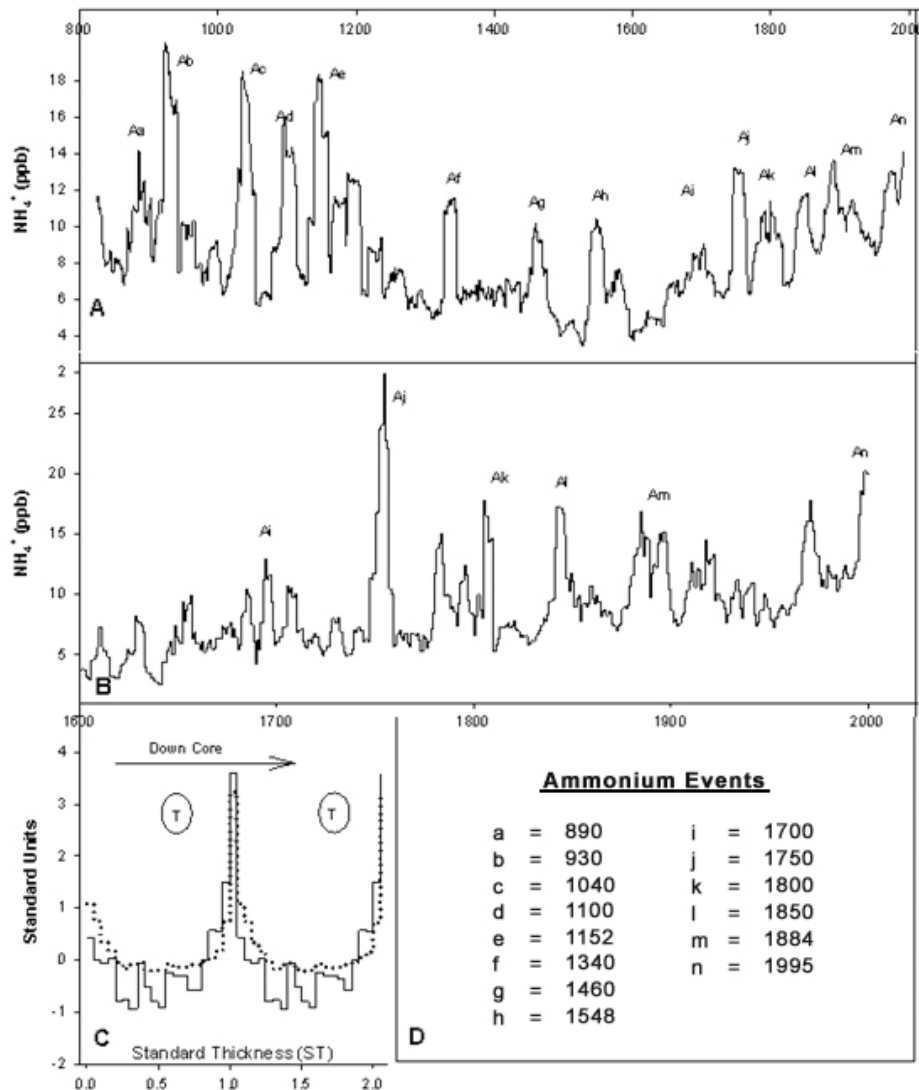 800 1000 1200 1400 1600 1800 2000
NH₄⁺ (ppb)
18
16
14
12
10
8
6
4
Aa
Ab
Ac
Ad
Ae
Af
Ag
Ah
Ai
Aj
Ak
Al
Am
An
A
NH₄⁺ (ppb)
2
25
20
15
10
5
Ai
Aj
Ak
Al
Am
An
B
1600 1700 1800 1900 2000
Standard Units
4
3
2
1
0
-1
-2
Down Core
T
T
C
Standard Thickness (ST)
0.0 0.5 1.0 1.5 2.0
Ammonium Events
a = 890
b = 930
c = 1040
d = 1100
e = 1152
f = 1340
g = 1460
h = 1548
i = 1700
j = 1750
k = 1800
l = 1850
m = 1884
n = 1995
D